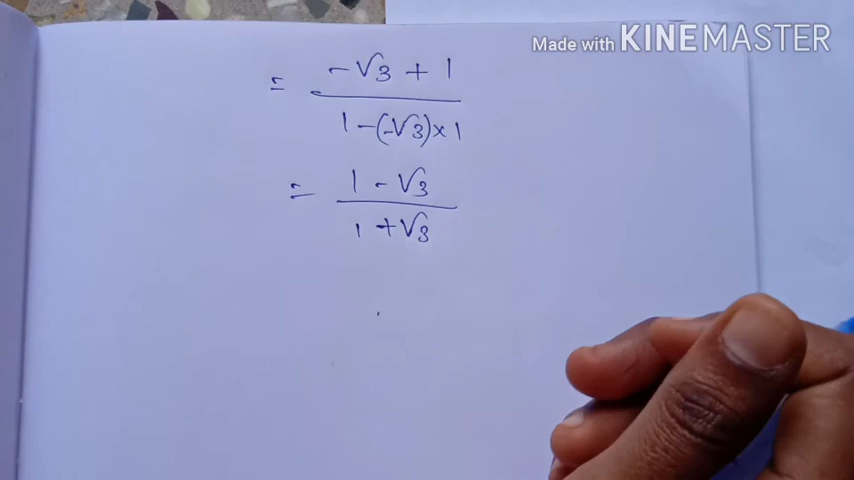 Made with KINEMASTER
= (-√3 + 1) / (1 - (-√3) × 1)
= (1 - √3) / (1 + √3)